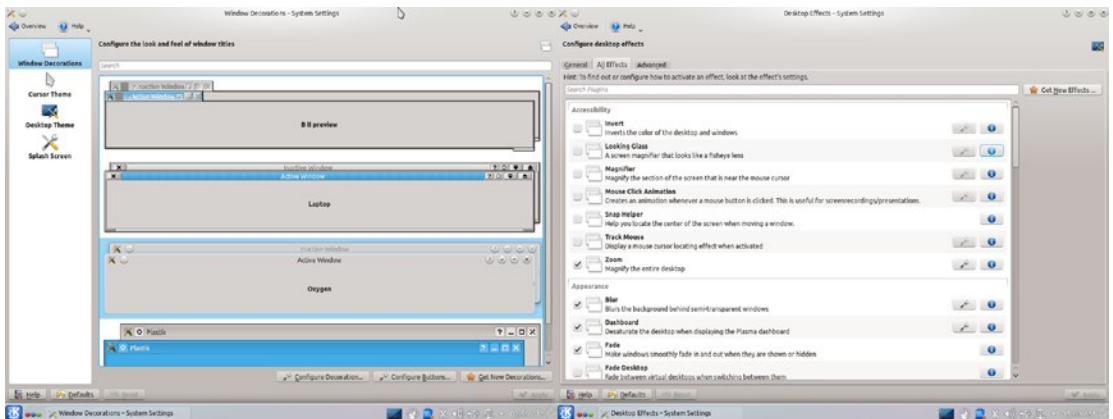 Window Decorations – System Settings
Overview Help
Configure the look and feel of window titles
Window Decorations
Cursor Theme
Desktop Theme
Splash Screen
Search
Inactive Window
Active Window
B II preview
Inactive Window
Active Window
Laptop
Inactive Window
Active Window
Oxygen
Plastik
Plastik
Configure Decoration... Configure Buttons... Get New Decorations...
Help Defaults Reset Apply
Window Decorations – System Settings
Desktop Effects – System Settings
Overview Help
Configure desktop effects
General All Effects Advanced
Hint: To find out or configure how to activate an effect, look at the effect's settings.
Search Plugins Get New Effects ...
Accessibility
Invert
Inverts the color of the desktop and windows
Looking Glass
A screen magnifier that looks like a fisheye lens
Magnifier
Magnify the section of the screen that is near the mouse cursor
Mouse Click Animation
Creates an animation whenever a mouse button is clicked. This is useful for screenrecordings/presentations.
Snap Helper
Help you locate the center of the screen when moving a window.
Track Mouse
Display a mouse cursor locating effect when activated
Zoom
Magnify the entire desktop
Appearance
Blur
Blurs the background behind semi-transparent windows
Dashboard
Desaturate the desktop when displaying the Plasma dashboard
Fade
Make windows smoothly fade in and out when they are shown or hidden
Fade Desktop
Fade between virtual desktops when switching between them
Help Defaults Reset Apply
Desktop Effects – System Settings